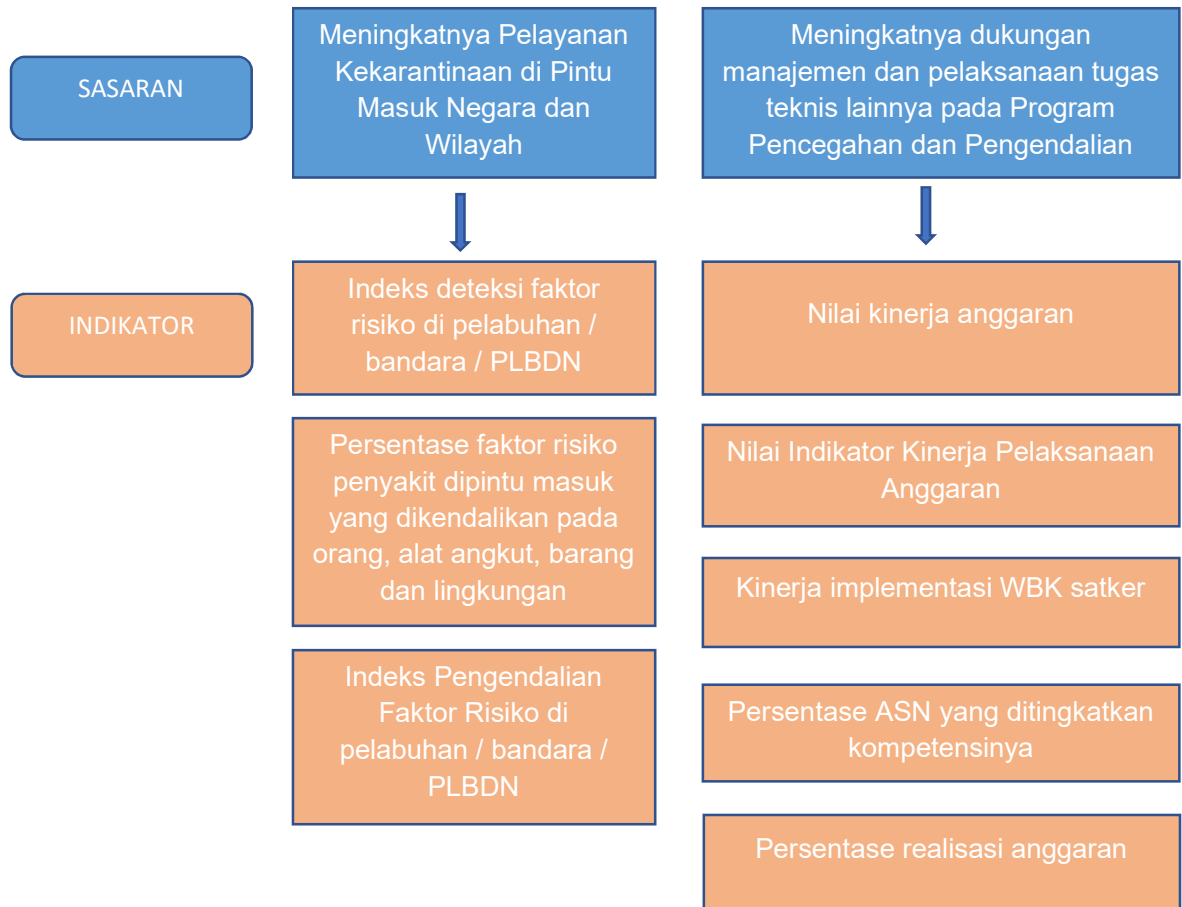 SASARAN
Meningkatnya Pelayanan
Kekarantinaan di Pintu
Masuk Negara dan
Wilayah
Meningkatnya dukungan
manajemen dan pelaksanaan tugas
teknis lainnya pada Program
Pencegahan dan Pengendalian
INDIKATOR
Indeks deteksi faktor
risiko di pelabuhan /
bandara / PLBDN
Nilai kinerja anggaran
Persentase faktor risiko
penyakit dipintu masuk
yang dikendalikan pada
orang, alat angkut, barang
dan lingkungan
Nilai Indikator Kinerja Pelaksanaan
Anggaran
Kinerja implementasi WBK satker
Indeks Pengendalian
Faktor Risiko di
pelabuhan / bandara /
PLBDN
Persentase ASN yang ditingkatkan
kompetensinya
Persentase realisasi anggaran